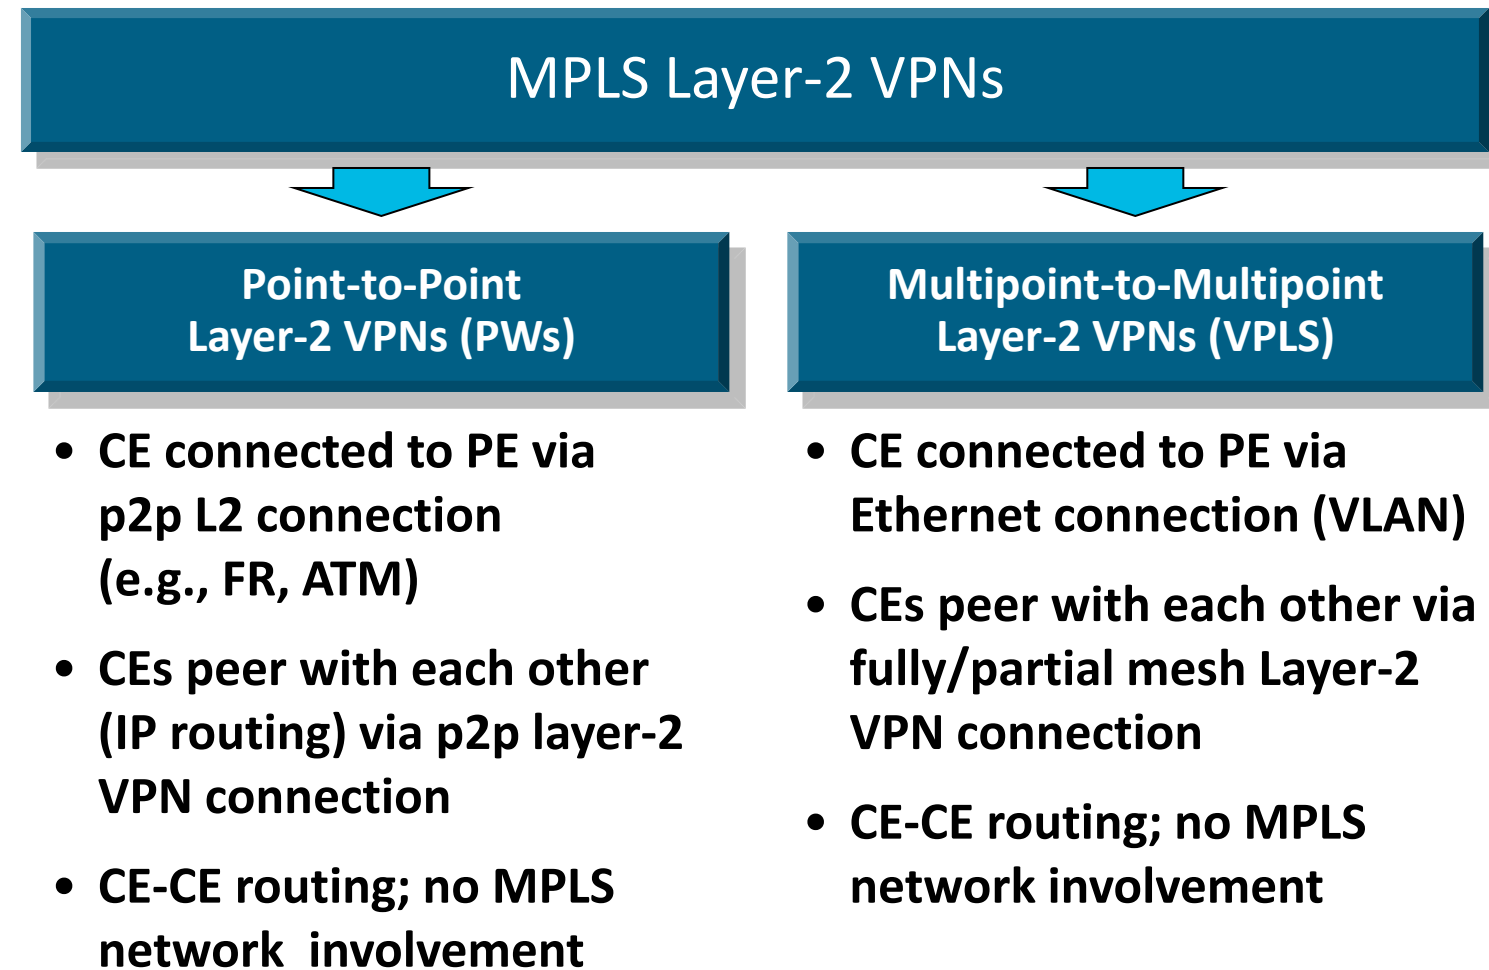 MPLS Layer-2 VPNs
Point-to-Point
Layer-2 VPNs (PWs)
• CE connected to PE via
p2p L2 connection
(e.g., FR, ATM)
• CEs peer with each other
(IP routing) via p2p layer-2
VPN connection
• CE-CE routing; no MPLS
network involvement
Multipoint-to-Multipoint
Layer-2 VPNs (VPLS)
• CE connected to PE via
Ethernet connection (VLAN)
• CEs peer with each other via
fully/partial mesh Layer-2
VPN connection
• CE-CE routing; no MPLS
network involvement